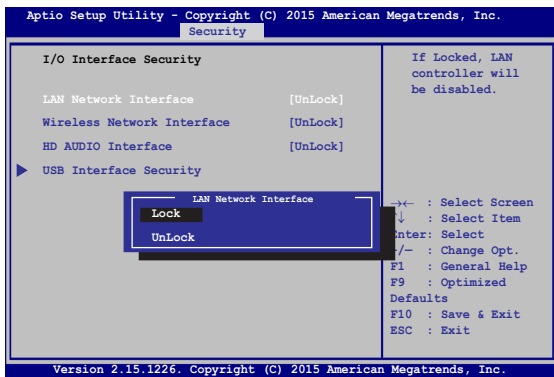 Aptio Setup Utility - Copyright (C) 2015 American Megatrends, Inc.
Security
I/O Interface Security
LAN Network Interface [UnLock]
Wireless Network Interface [UnLock]
HD AUDIO Interface [UnLock]
USB Interface Security
LAN Network Interface
Lock
UnLock
If Locked, LAN
controller will
be disabled.
→← : Select Screen
↓ : Select Item
Enter: Select
/— : Change Opt.
F1 : General Help
F9 : Optimized
Defaults
F10 : Save & Exit
ESC : Exit
Version 2.15.1226. Copyright (C) 2015 American Megatrends, Inc.